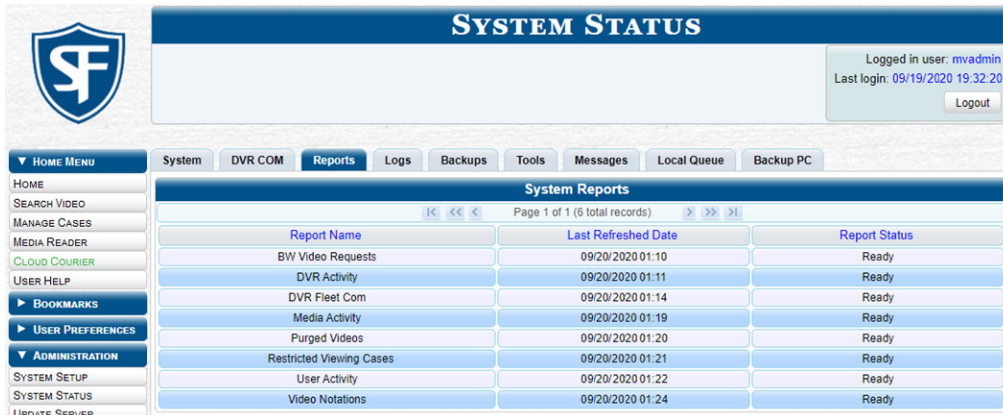 SYSTEM STATUS
SF
Logged in user: mvadmin
Last login: 09/19/2020 19:32:20
Logout
▼ HOME MENU
HOME
SEARCH VIDEO
MANAGE CASES
MEDIA READER
CLOUD COURIER
USER HELP
► BOOKMARKS
► USER PREFERENCES
▼ ADMINISTRATION
SYSTEM SETUP
SYSTEM STATUS
UPDATE SERVER
System DVR COM Reports Logs Backups Tools Messages Local Queue Backup PC
System Reports
Page 1 of 1 (6 total records)
Report Name Last Refreshed Date Report Status
BW Video Requests 09/20/2020 01:10 Ready
DVR Activity 09/20/2020 01:11 Ready
DVR Fleet Com 09/20/2020 01:14 Ready
Media Activity 09/20/2020 01:19 Ready
Purged Videos 09/20/2020 01:20 Ready
Restricted Viewing Cases 09/20/2020 01:21 Ready
User Activity 09/20/2020 01:22 Ready
Video Notations 09/20/2020 01:24 Ready